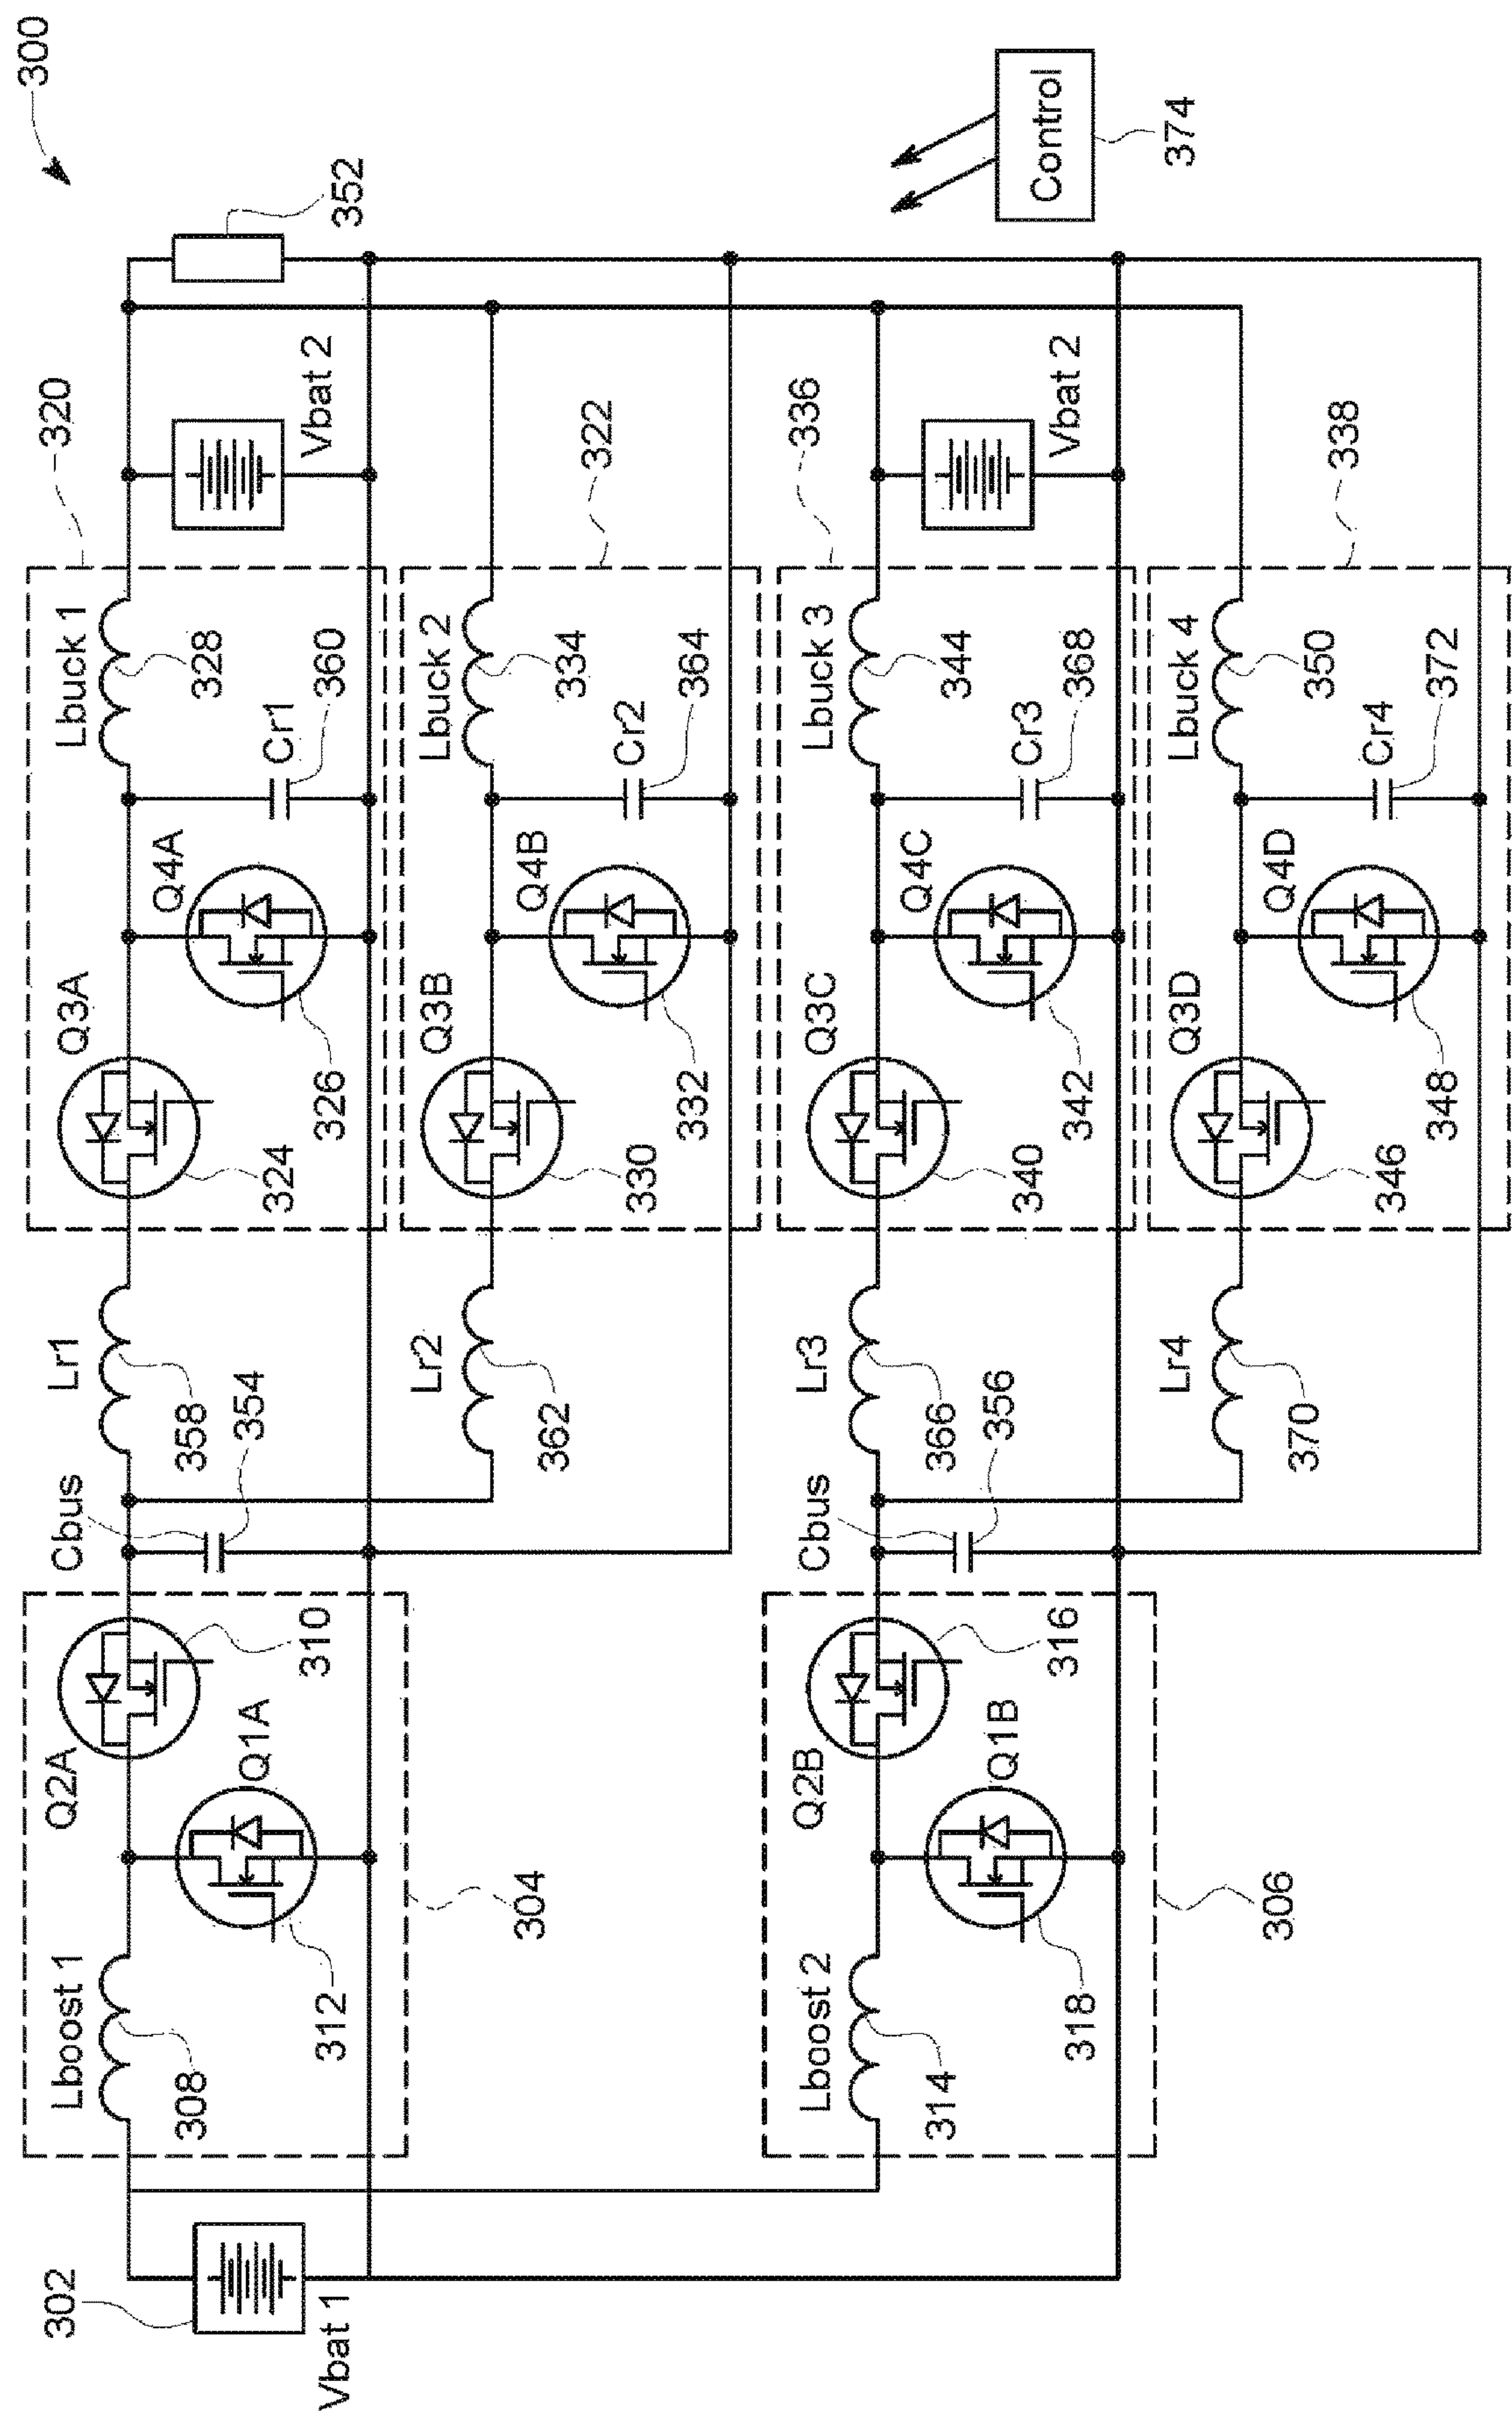 300
302
Vbat 1
Lboost 1
308
312
Q2A
Q1A
310
304
Cbus
354
Lr1
358
Q3A
324
326
Q4A
Lbuck 1
328
Cr1
360
320
Vbat 2
352
Lr2
362
Q3B
330
332
Q4B
Lbuck 2
334
Cr2
364
322
Lboost 2
314
318
Q2B
Q1B
316
306
Cbus
356
Lr3
366
Q3C
340
342
Q4C
Lbuck 3
344
Cr3
368
336
Vbat 2
Control
374
Lr4
370
Q3D
346
348
Q4D
Lbuck 4
350
Cr4
372
338